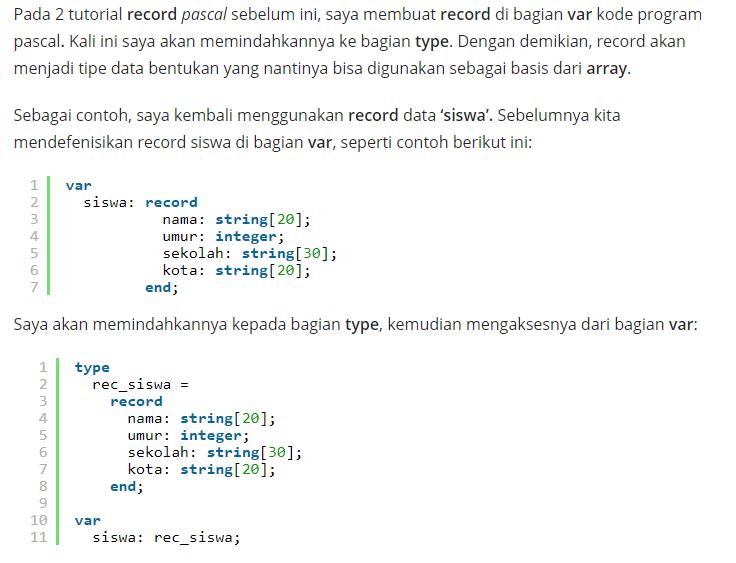 Pada 2 tutorial record pascal sebelum ini, saya membuat record di bagian var kode program
pascal. Kali ini saya akan memindahkannya ke bagian type. Dengan demikian, record akan
menjadi tipe data bentukan yang nantinya bisa digunakan sebagai basis dari array.
Sebagai contoh, saya kembali menggunakan record data ‘siswa’. Sebelumnya kita
mendefenisikan record siswa di bagian var, seperti contoh berikut ini:
1 var
2   siswa: record
3            nama: string[20];
4            umur: integer;
5            sekolah: string[30];
6            kota: string[20];
7          end;
Saya akan memindahkannya kepada bagian type, kemudian mengaksesnya dari bagian var:
1 type
2   rec_siswa =
3     record
4       nama: string[20];
5       umur: integer;
6       sekolah: string[30];
7       kota: string[20];
8     end;
9
10 var
11   siswa: rec_siswa;